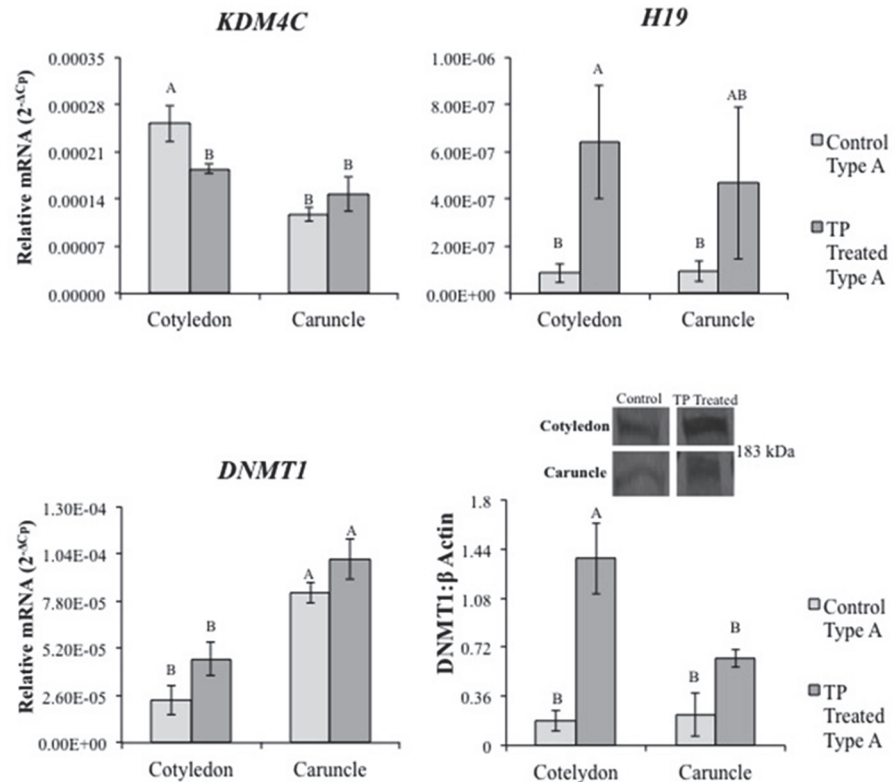 KDM4C
Relative mRNA (2-ΔCp)
0.00035
0.00028
0.00021
0.00014
0.00007
0.00000
A
B
B
B
Cotyledon
Caruncle
H19
1.00E-06
8.00E-07
6.00E-07
4.00E-07
2.00E-07
0.00E+00
B
A
B
AB
Cotyledon
Caruncle
Control
Type A
TP
Treated
Type A
DNMT1
Relative mRNA (2-ΔCp)
1.30E-04
1.04E-04
7.80E-05
5.20E-05
2.60E-05
0.00E+00
B
B
A
A
Cotyledon
Caruncle
Control TP Treated
Cotyledon
183 kDa
Caruncle
DNMT1:β Actin
1.8
1.44
1.08
0.72
0.36
0
B
A
B
B
Cotelydon
Caruncle
Control
Type A
TP
Treated
Type A